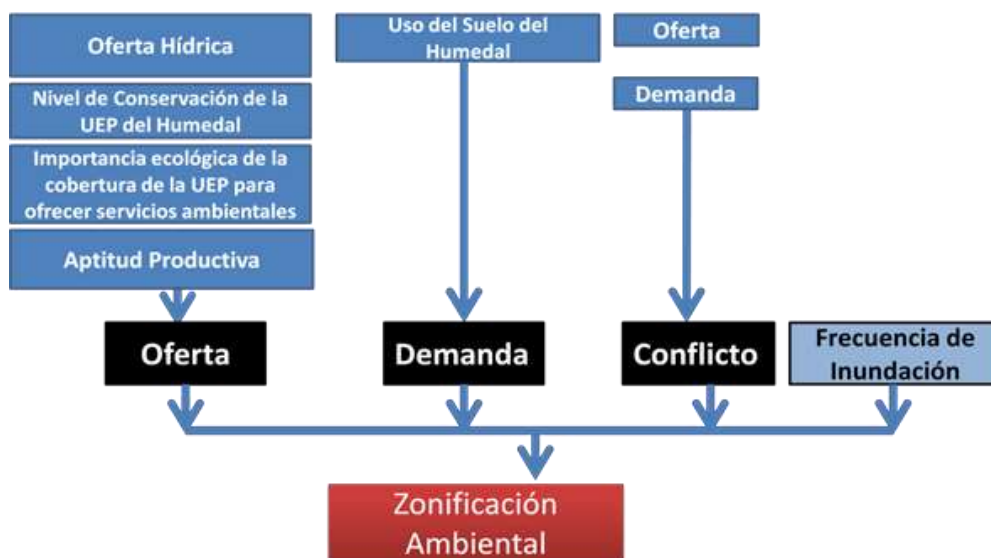 Oferta Hídrica
Nivel de Conservación de la
UEP del Humedal
Importancia ecológica de la
cobertura de la UEP para
ofrecer servicios ambientales
Aptitud Productiva
Uso del Suelo del
Humedal
Oferta
Demanda
Oferta
Demanda
Conflicto
Frecuencia de
Inundación
Zonificación
Ambiental